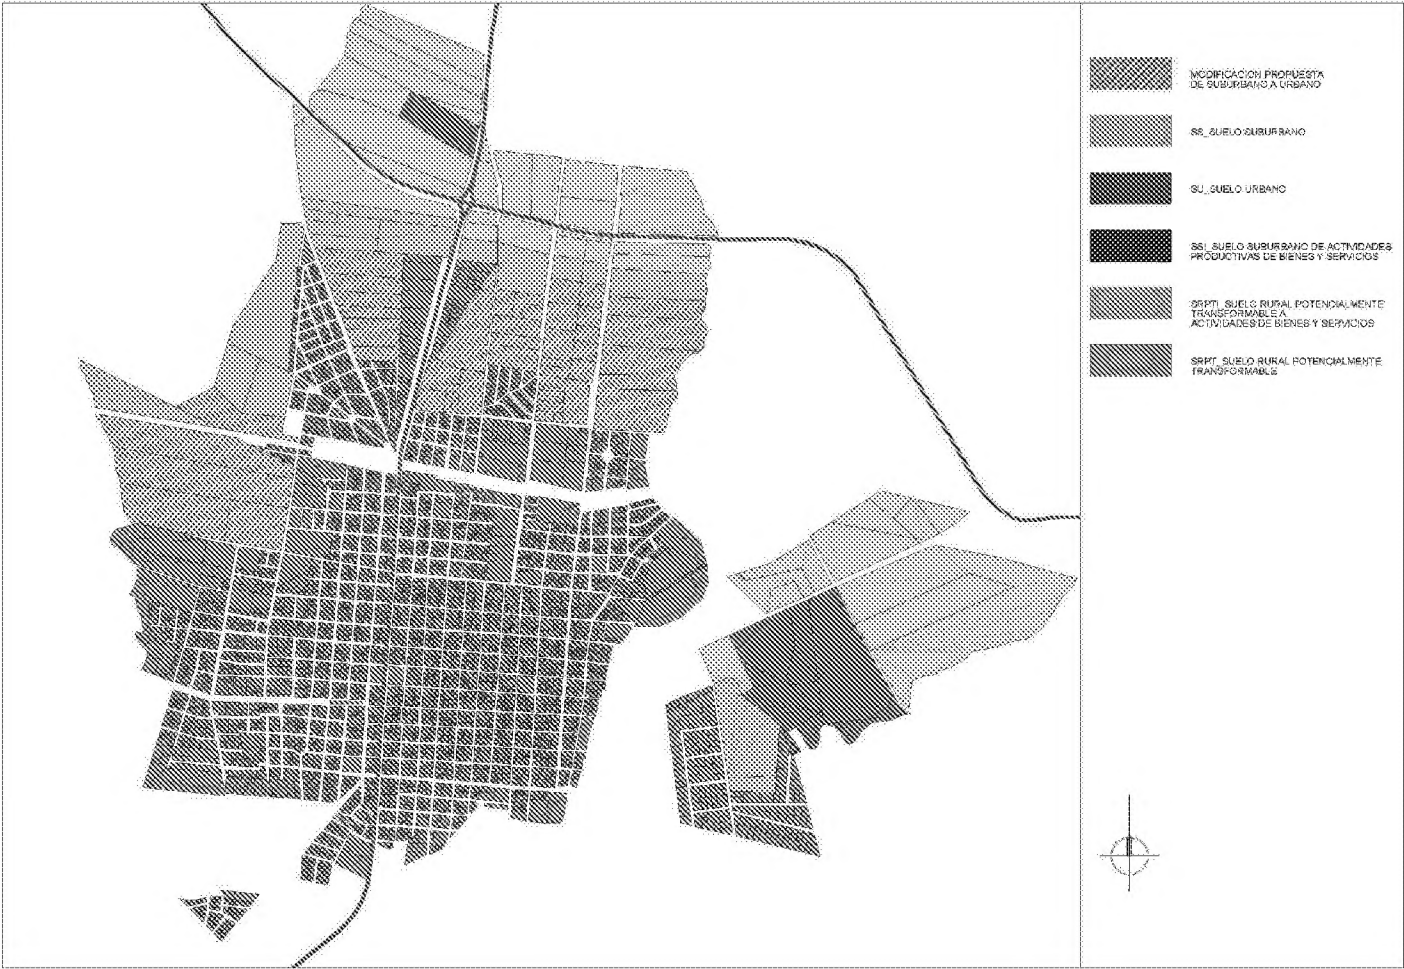 MODIFICACION PROPUESTA
DE SUBURBANO A URBANO
SS_SUELO SUBURBANO
SU_SUELO URBANO
SSI_SUELO SUBURBANO DE ACTIVIDADES
PRODUCTIVAS DE BIENES Y SERVICIOS
SRPTI_SUELO RURAL POTENCIALMENTE
TRANSFORMABLE A
ACTIVIDADES DE BIENES Y SERVICIOS
SRPT_SUELO RURAL POTENCIALMENTE
TRANSFORMABLE